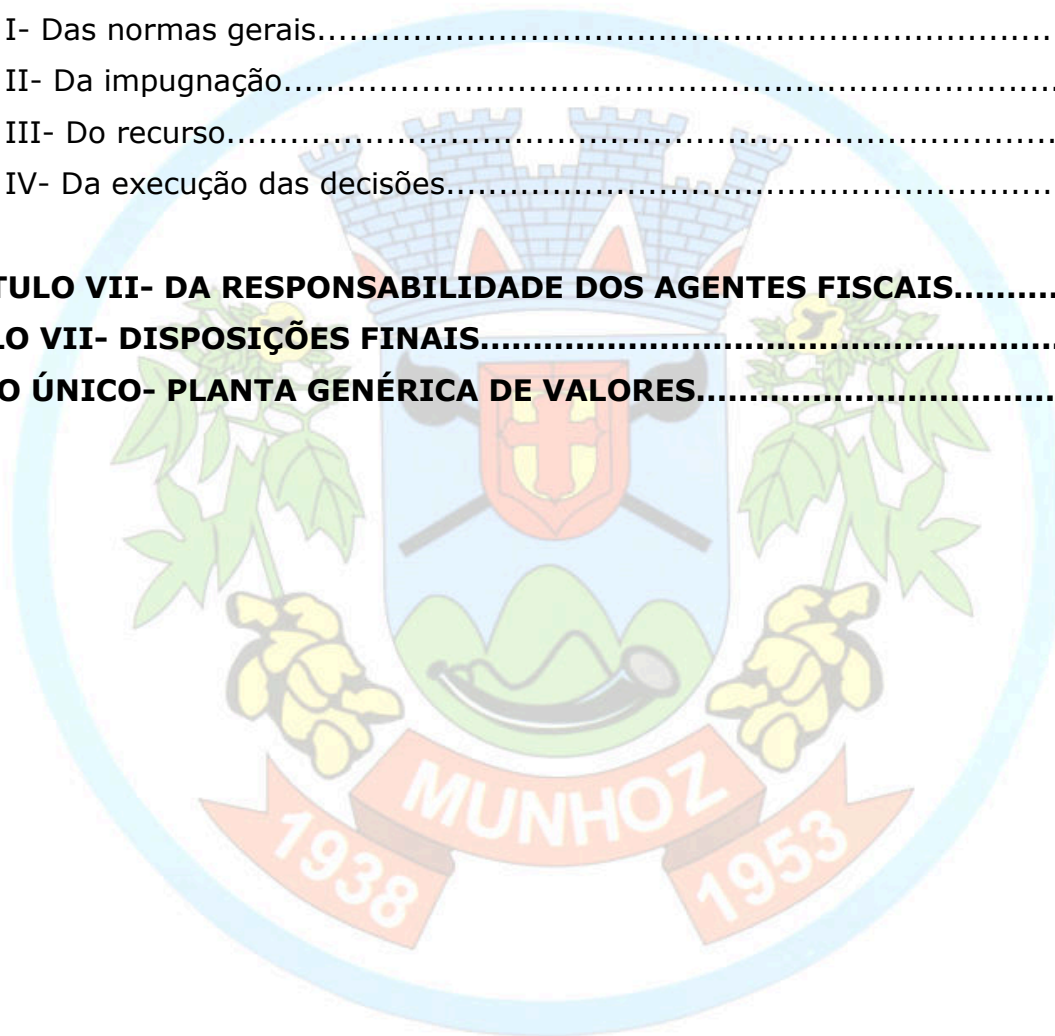 I- Das normas gerais...........................................................................
II- Da impugnação...............................................................................
III- Do recurso.....................................................................................
IV- Da execução das decisões..............................................................
TULO VII- DA RESPONSABILIDADE DOS AGENTES FISCAIS..........
LO VII- DISPOSIÇÕES FINAIS.......................................................
O ÚNICO- PLANTA GENÉRICA DE VALORES..................................
MUNHOZ
1938
1953